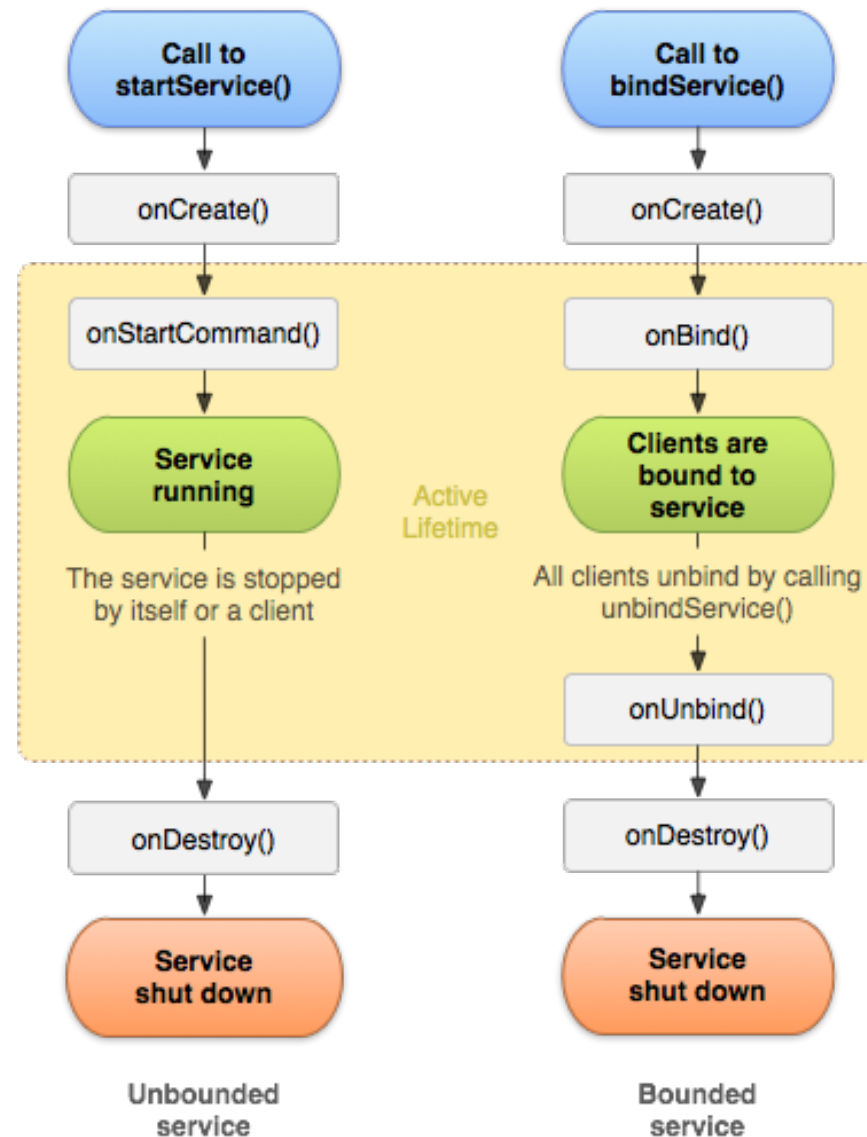 Call to
startService()
onCreate()
onStartCommand()
Service
running
The service is stopped
by itself or a client
onDestroy()
Service
shut down
Unbounded
service
Active
Lifetime
Call to
bindService()
onCreate()
onBind()
Clients are
bound to
service
All clients unbind by calling
unbindService()
onUnbind()
onDestroy()
Service
shut down
Bounded
service